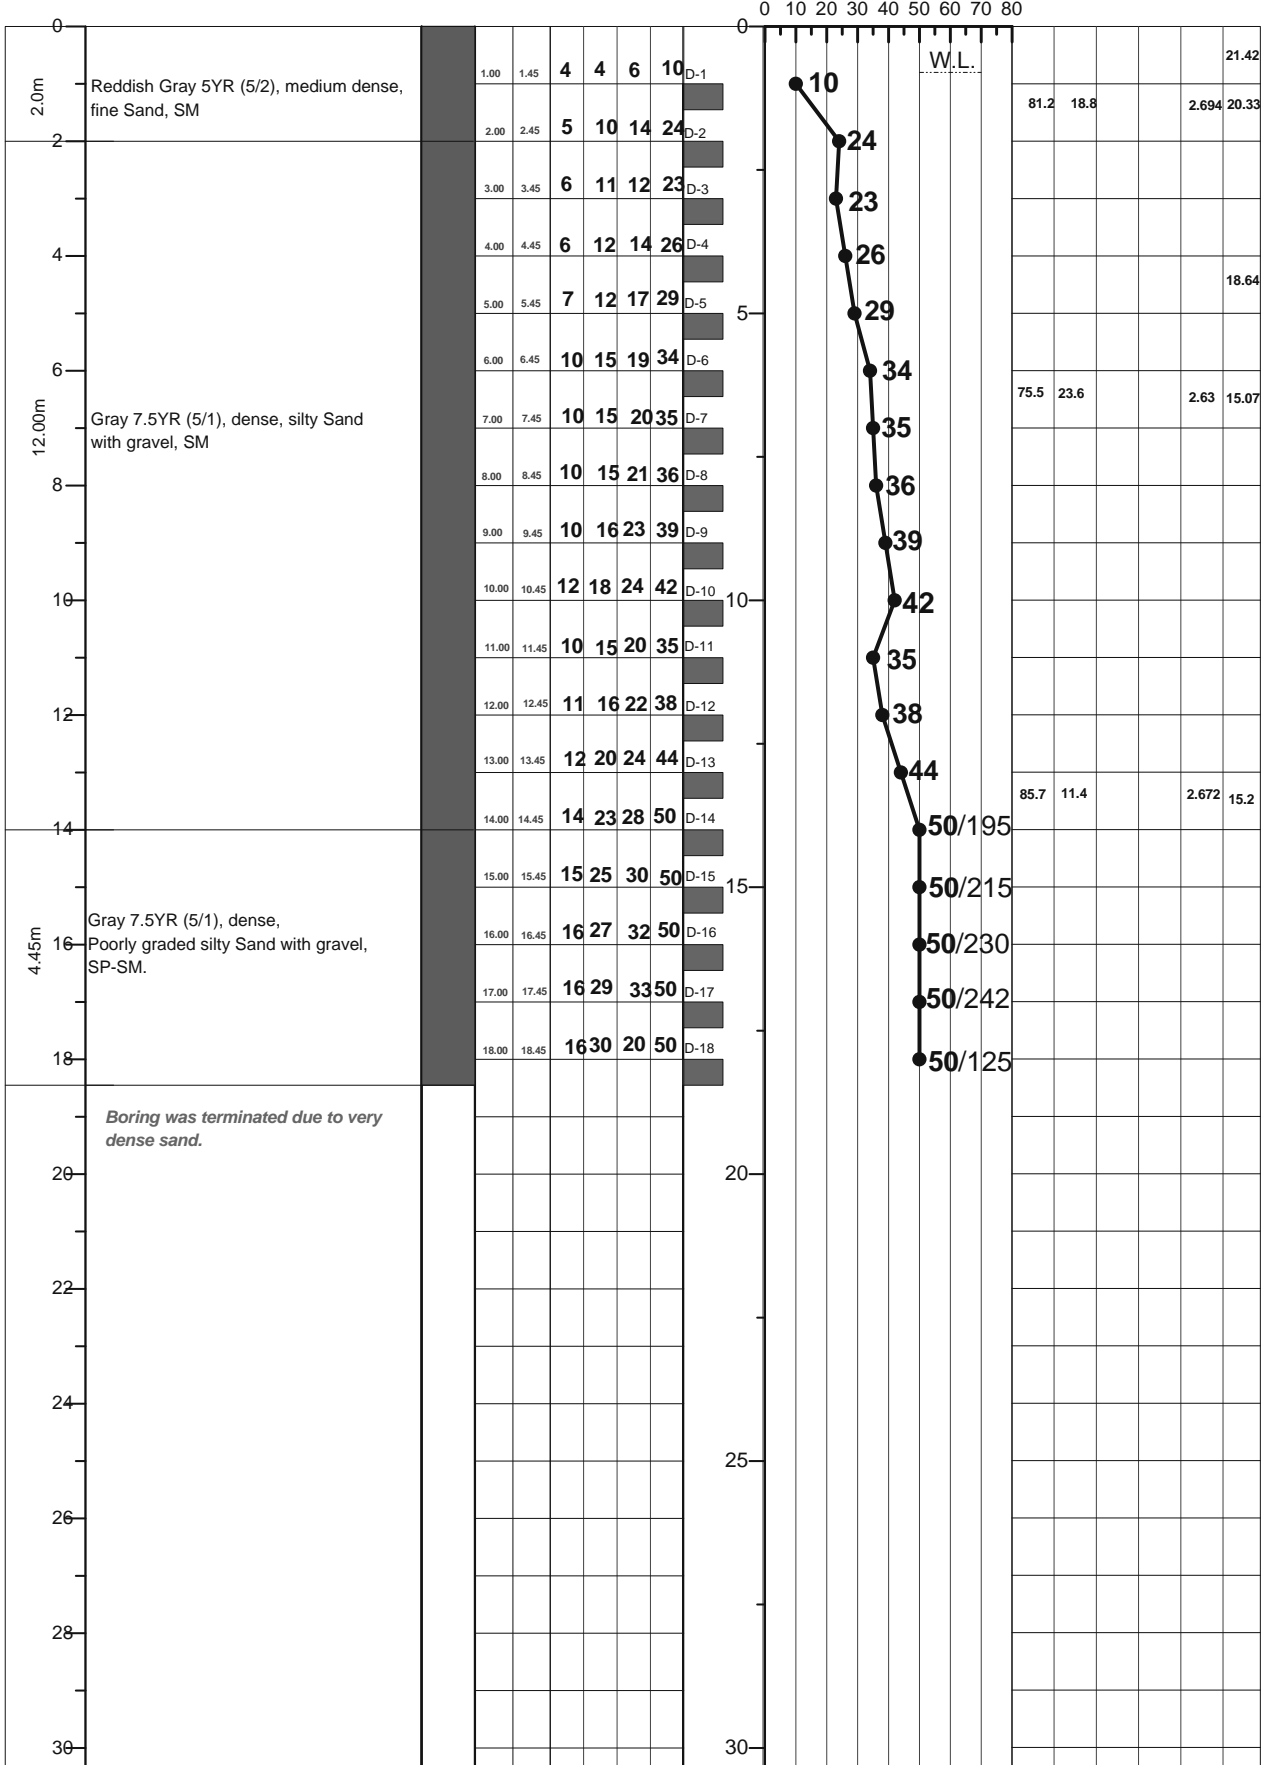 0 10 20 30 40 50 60 70 80
0 0
W.L.
21.42
1.00 1.45 4 4 6 10 D-1
10
2.0m
Reddish Gray 5YR (5/2), medium dense,
fine Sand, SM
81.2 18.8 2.694 20.33
2.00 2.45 5 10 14 24 D-2
2
24
3.00 3.45 6 11 12 23 D-3
23
4.00 4.45 6 12 14 26 D-4
4
26
18.64
5.00 5.45 7 12 17 29 D-5
5
29
6.00 6.45 10 15 19 34 D-6
6
34
75.5 23.6 2.63 15.07
12.00m
Gray 7.5YR (5/1), dense, silty Sand
with gravel, SM
7.00 7.45 10 15 20 35 D-7
35
8.00 8.45 10 15 21 36 D-8
8
36
9.00 9.45 10 16 23 39 D-9
39
10.00 10.45 12 18 24 42 D-10
10 10
42
11.00 11.45 10 15 20 35 D-11
35
12.00 12.45 11 16 22 38 D-12
12
38
13.00 13.45 12 20 24 44 D-13
44
85.7 11.4 2.672 15.2
14.00 14.45 14 23 28 50 D-14
14
50/195
15.00 15.45 15 25 30 50 D-15
15
50/215
4.45m
Gray 7.5YR (5/1), dense,
Poorly graded silty Sand with gravel,
SP-SM.
16.00 16.45 16 27 32 50 D-16
16
50/230
17.00 17.45 16 29 33 50 D-17
50/242
18.00 18.45 16 30 20 50 D-18
18
50/125
Boring was terminated due to very
dense sand.
20 20
22
24
25
26
28
30 30